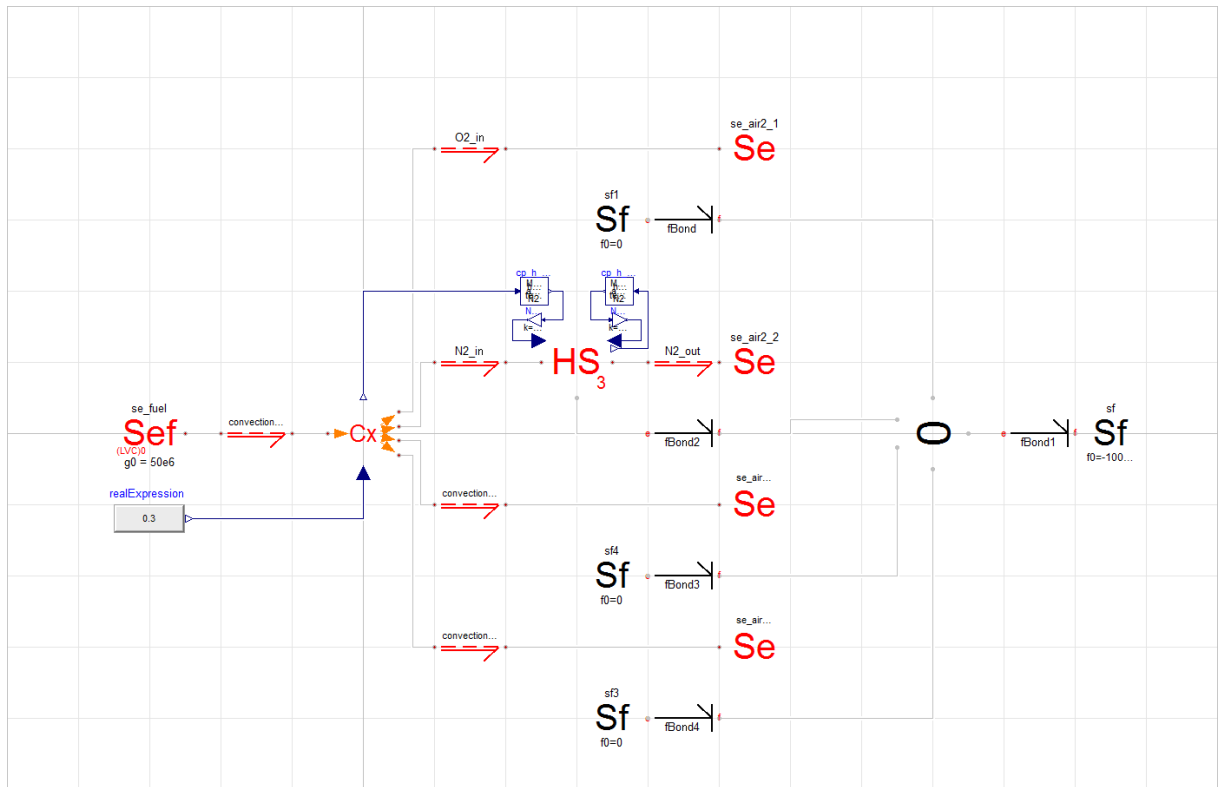 se_air2_1
O2_in
Se
sf1
Sf
fBond
f0=0
cp_h_...
N2
N2
N...
N...
k=...
se_air2_2
N2_in
HS
3
N2_out
Se
se_fuel
Sef
(LVC)0
g0 = 50e6
convection...
Cx
fBond2
0
fBond1
sf
Sf
f0=-100...
realExpression
0.3
convection...
se_air...
Se
sf4
Sf
fBond3
f0=0
convection...
se_air...
Se
sf3
Sf
fBond4
f0=0